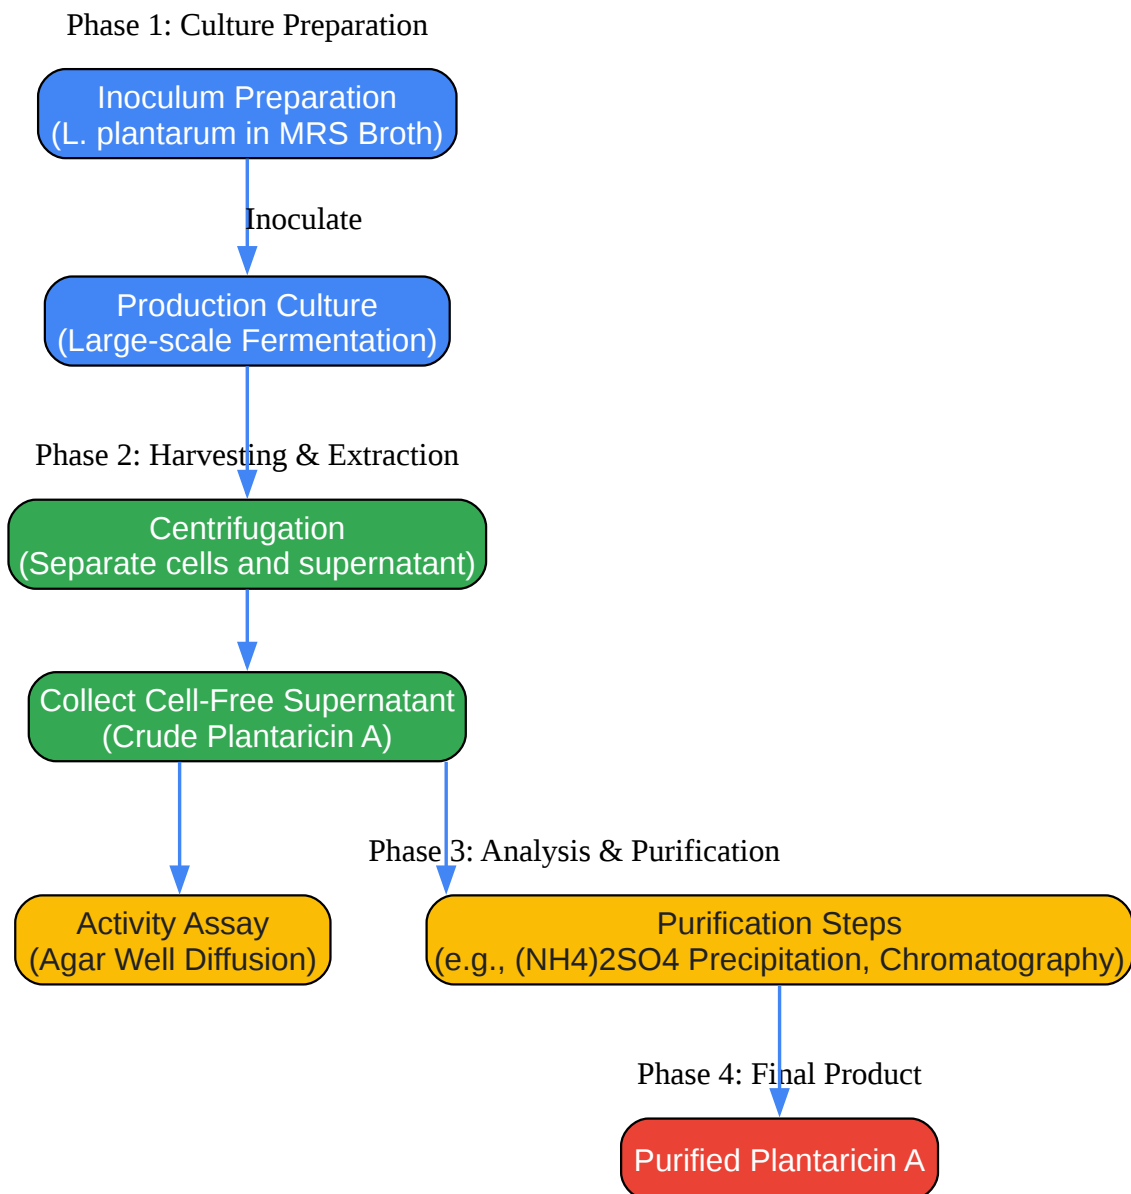 Phase 1: Culture Preparation
Inoculum Preparation
(L. plantarum in MRS Broth)
Inoculate
Production Culture
(Large-scale Fermentation)
Phase 2: Harvesting & Extraction
Centrifugation
(Separate cells and supernatant)
Collect Cell-Free Supernatant
(Crude Plantaricin A)
Phase 3: Analysis & Purification
Activity Assay
(Agar Well Diffusion)
Purification Steps
(e.g., (NH4)2SO4 Precipitation, Chromatography)
Phase 4: Final Product
Purified Plantaricin A